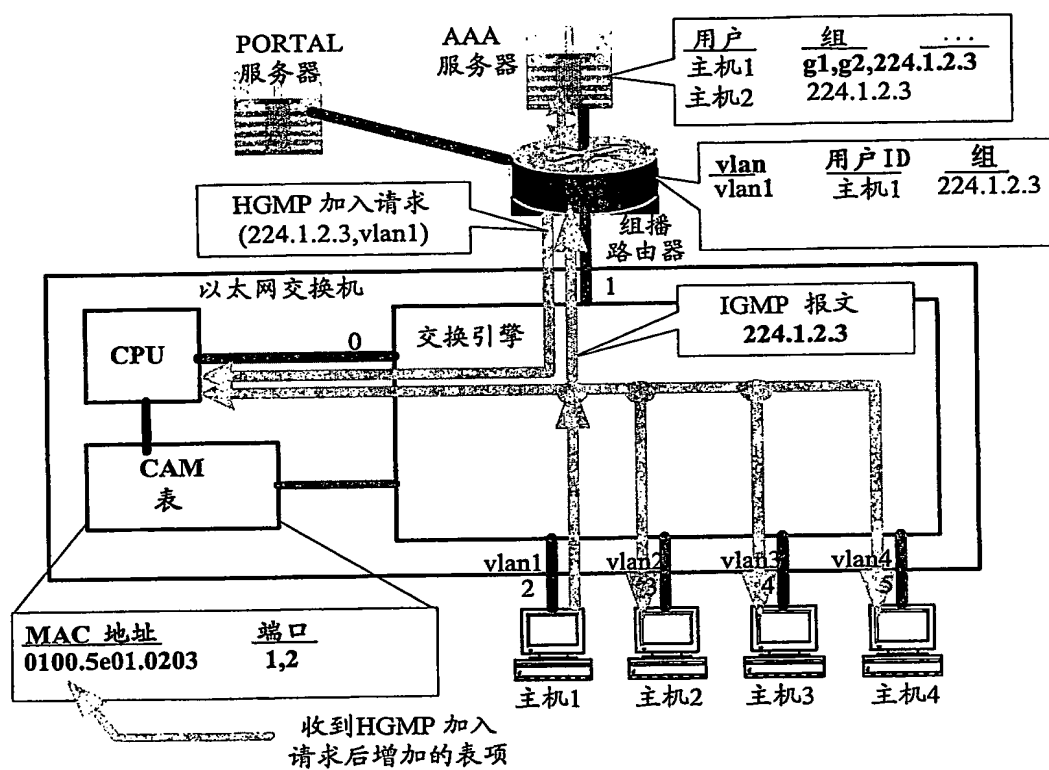 PORTAL
服务器
AAA
服务器
用户 组 ...
主机1 g1,g2,224.1.2.3
主机2 224.1.2.3
vlan 用户ID 组
vlan1 主机1 224.1.2.3
HGMP 加入请求
(224.1.2.3,vlan1)
组播
路由器
以太网交换机
1
IGMP 报文
224.1.2.3
CPU
0
交换引擎
CAM
表
vlan1
2
vlan2
3
vlan3
4
vlan4
5
MAC 地址 端口
0100.5e01.0203 1,2
主机1
主机2
主机3
主机4
收到HGMP 加入
请求后增加的表项